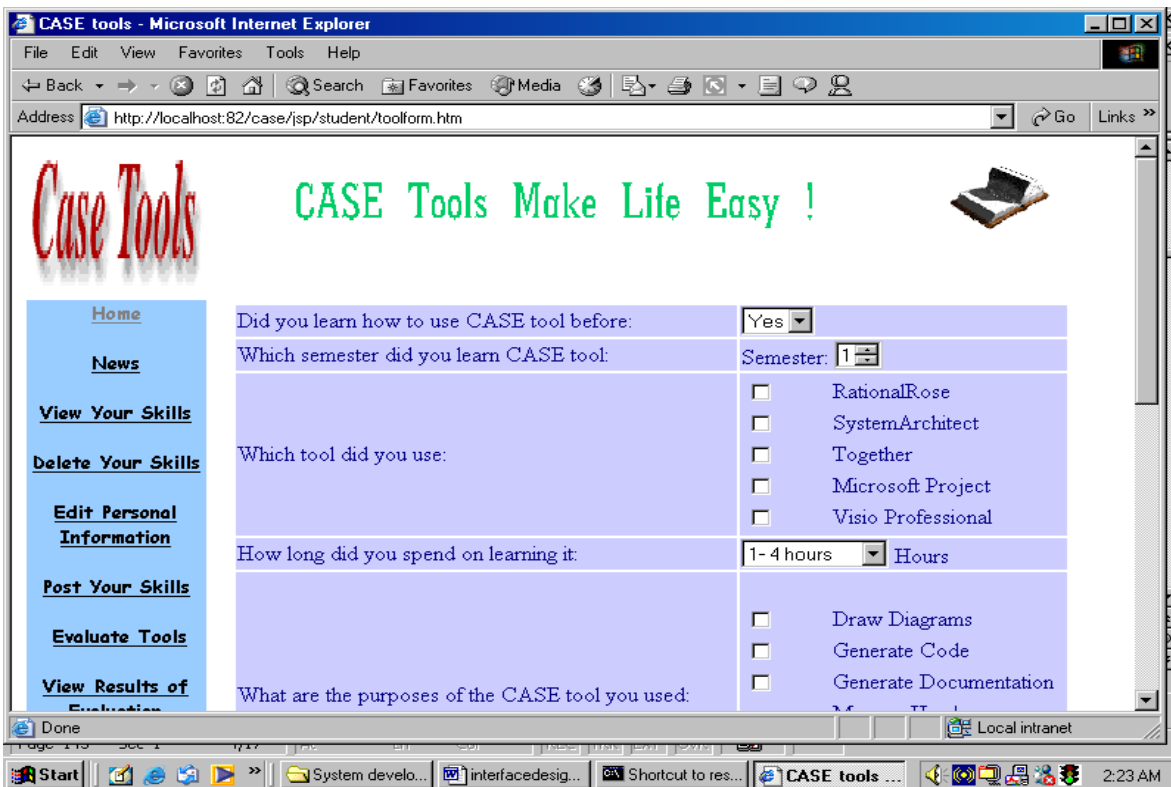 CASE tools - Microsoft Internet Explorer
File Edit View Favorites Tools Help
Back Search Favorites Media
Address http://localhost:82/case/jsp/student/toolform.htm Go Links »
Case Tools
CASE Tools Make Life Easy !
Home
News
View Your Skills
Delete Your Skills
Edit Personal
Information
Post Your Skills
Evaluate Tools
View Results of
Evaluation
Did you learn how to use CASE tool before: Yes
Which semester did you learn CASE tool: Semester: 1
Which tool did you use:
RationalRose
SystemArchitect
Together
Microsoft Project
Visio Professional
How long did you spend on learning it: 1- 4 hours Hours
What are the purposes of the CASE tool you used:
Draw Diagrams
Generate Code
Generate Documentation
Done Local intranet
Start » System develo... interfacedesig... Shortcut to res... CASE tools ... 2:23 AM